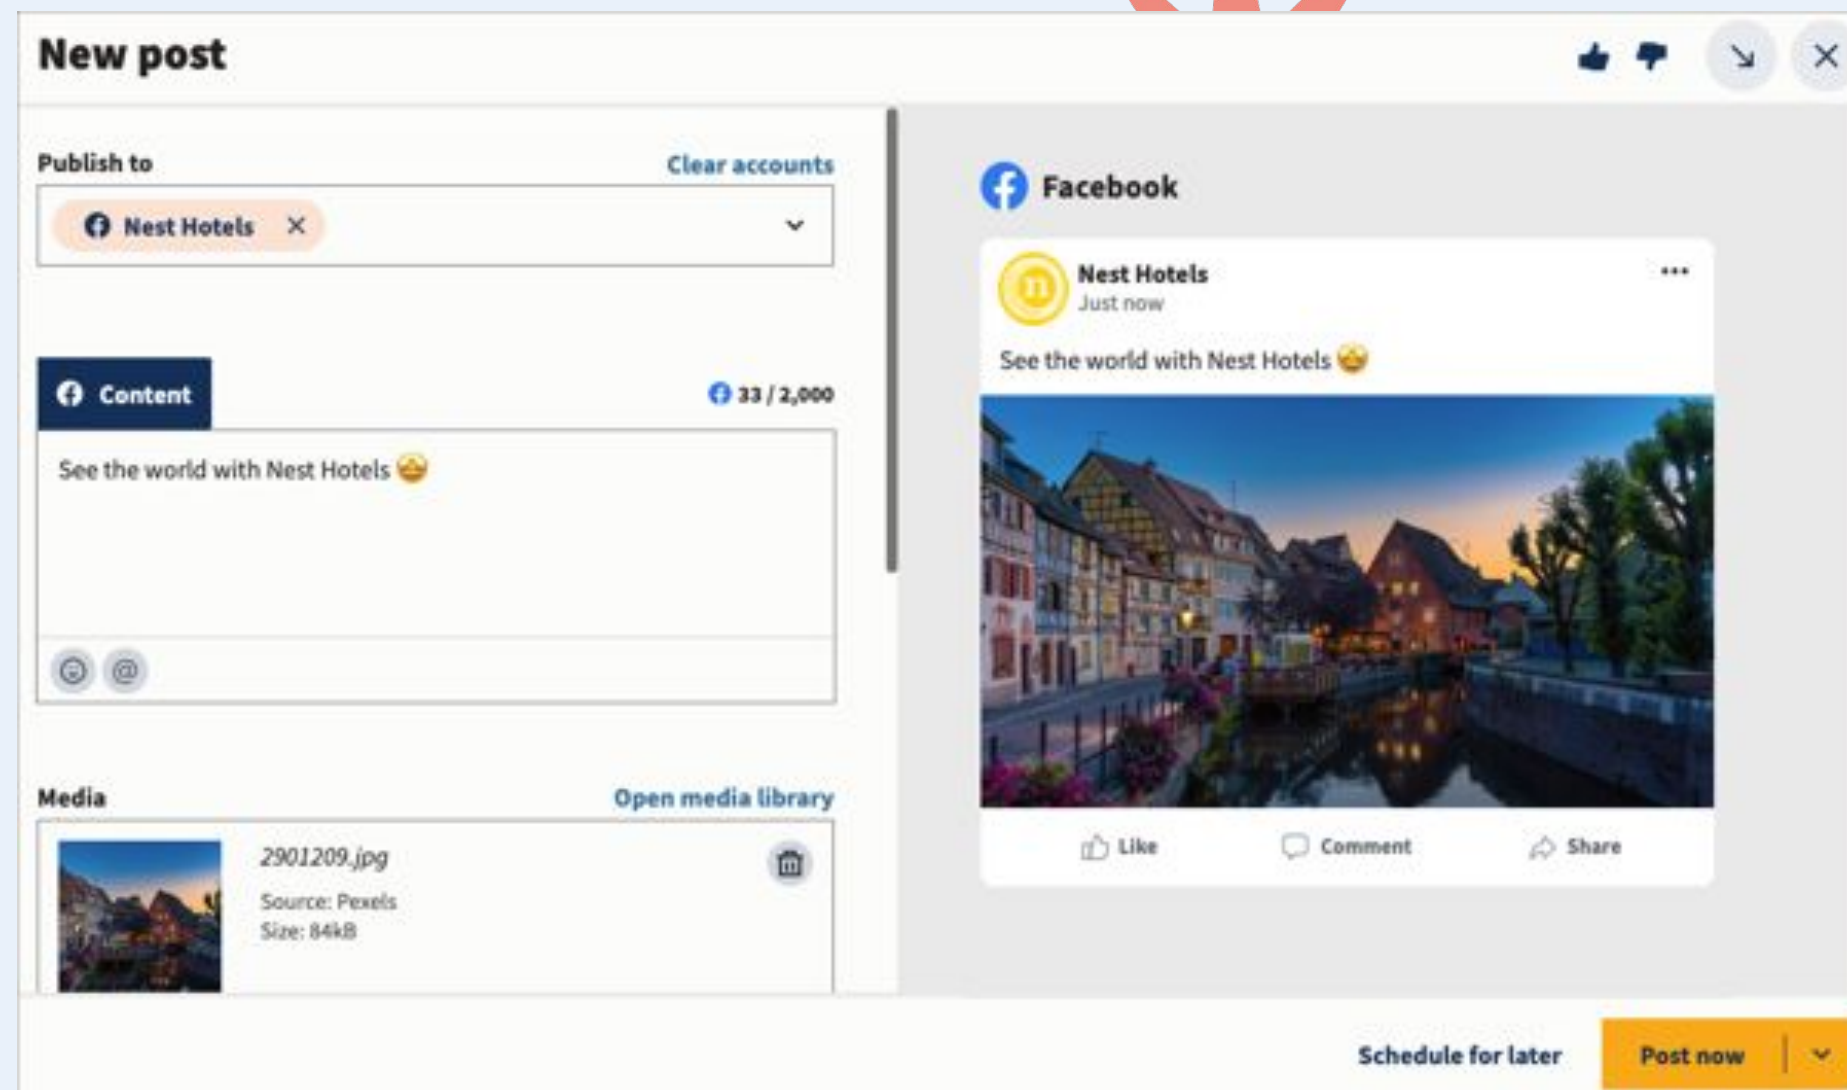 New post
Publish to
Clear accounts
Nest Hotels
Content
33 / 2,000
See the world with Nest Hotels 🤩
@
Media
Open media library
2901209.jpg
Source: Pexels
Size: 84kB
Facebook
n
Nest Hotels
Just now
See the world with Nest Hotels 🤩
Like
Comment
Share
Schedule for later
Post now